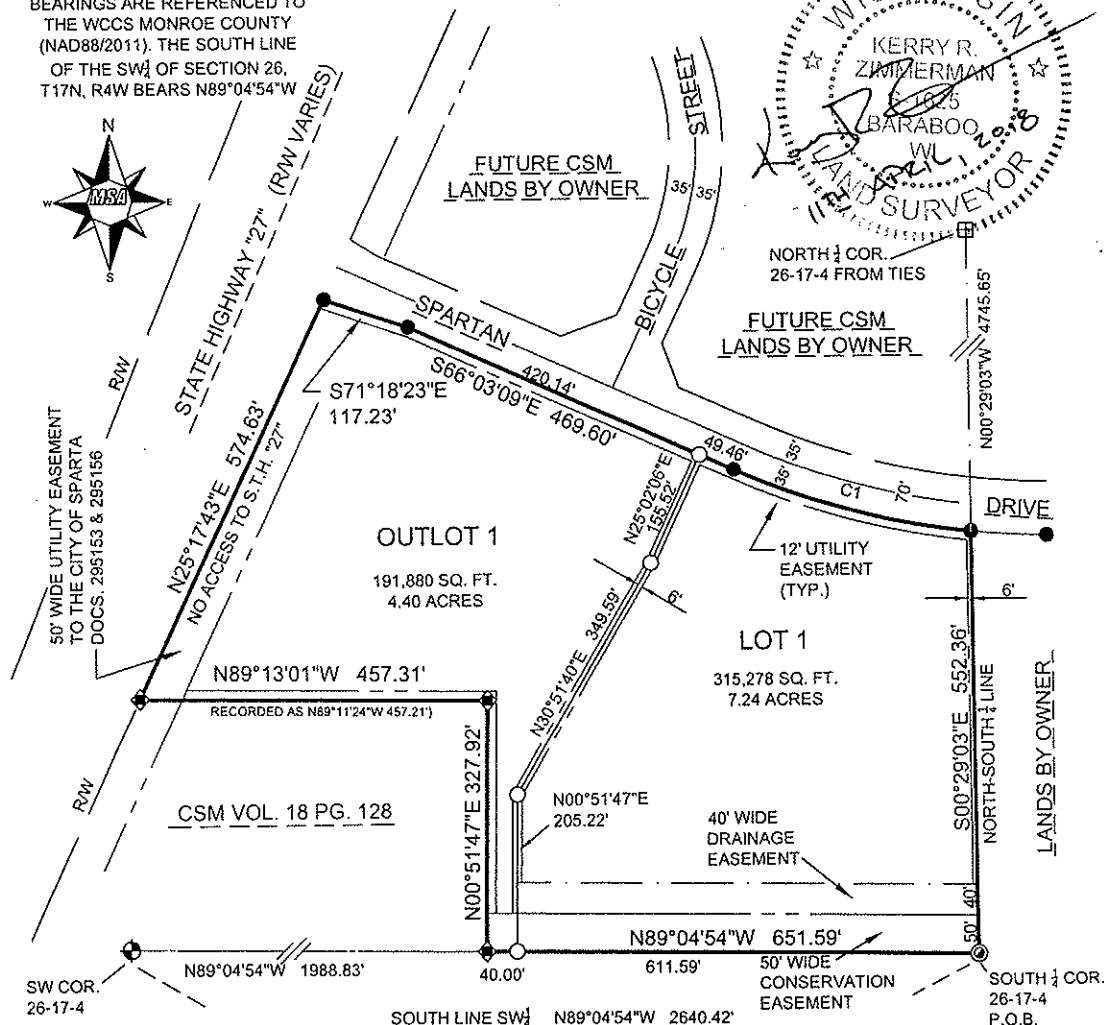 BEARINGS ARE REFERENCED TO
THE WCCS MONROE COUNTY
(NAD88/2011). THE SOUTH LINE
OF THE SW¼ OF SECTION 26,
T17N, R4W BEARS N89°04'54"W
N
W
E
S
MSA
WISCONSIN
KERRY R.
ZIMMERMAN
S-1625
BARABOO,
WI
LAND SURVEYOR
11TH APRIL, 2018
STATE HIGHWAY "27" (R/W VARIES)
FUTURE CSM
LANDS BY OWNER
BICYCLE STREET
35' 35'
NORTH ¼ COR.
26-17-4 FROM TIES
FUTURE CSM
LANDS BY OWNER
N00°29'03"W 4745.65'
R/W
SPARTAN DRIVE
S71°18'23"E
117.23'
420.14'
S66°03'09"E 469.60'
49.46'
35' 35'
C1
70'
50' WIDE UTILITY EASEMENT
TO THE CITY OF SPARTA
DOCS. 295153 & 295156
N25°17'43"E 574.63'
NO ACCESS TO S.T.H. "27"
OUTLOT 1
191,880 SQ. FT.
4.40 ACRES
N25°02'06"E
155.52'
12' UTILITY
EASEMENT
(TYP.)
6'
6'
N30°51'40"E 349.59'
LOT 1
315,278 SQ. FT.
7.24 ACRES
S00°29'03"E 552.36'
NORTH-SOUTH ¼ LINE
LANDS BY OWNER
N89°13'01"W 457.31'
RECORDED AS N89°11'24"W 457.21')
R/W
CSM VOL. 18 PG. 128
N00°51'47"E 327.92'
N00°51'47"E
205.22'
40' WIDE
DRAINAGE
EASEMENT
40'
50'
N89°04'54"W 651.59'
SW COR.
26-17-4
N89°04'54"W 1988.83'
40.00'
611.59'
50' WIDE
CONSERVATION
EASEMENT
SOUTH ¼ COR.
26-17-4
P.O.B.
SOUTH LINE SW¼ N89°04'54"W 2640.42'